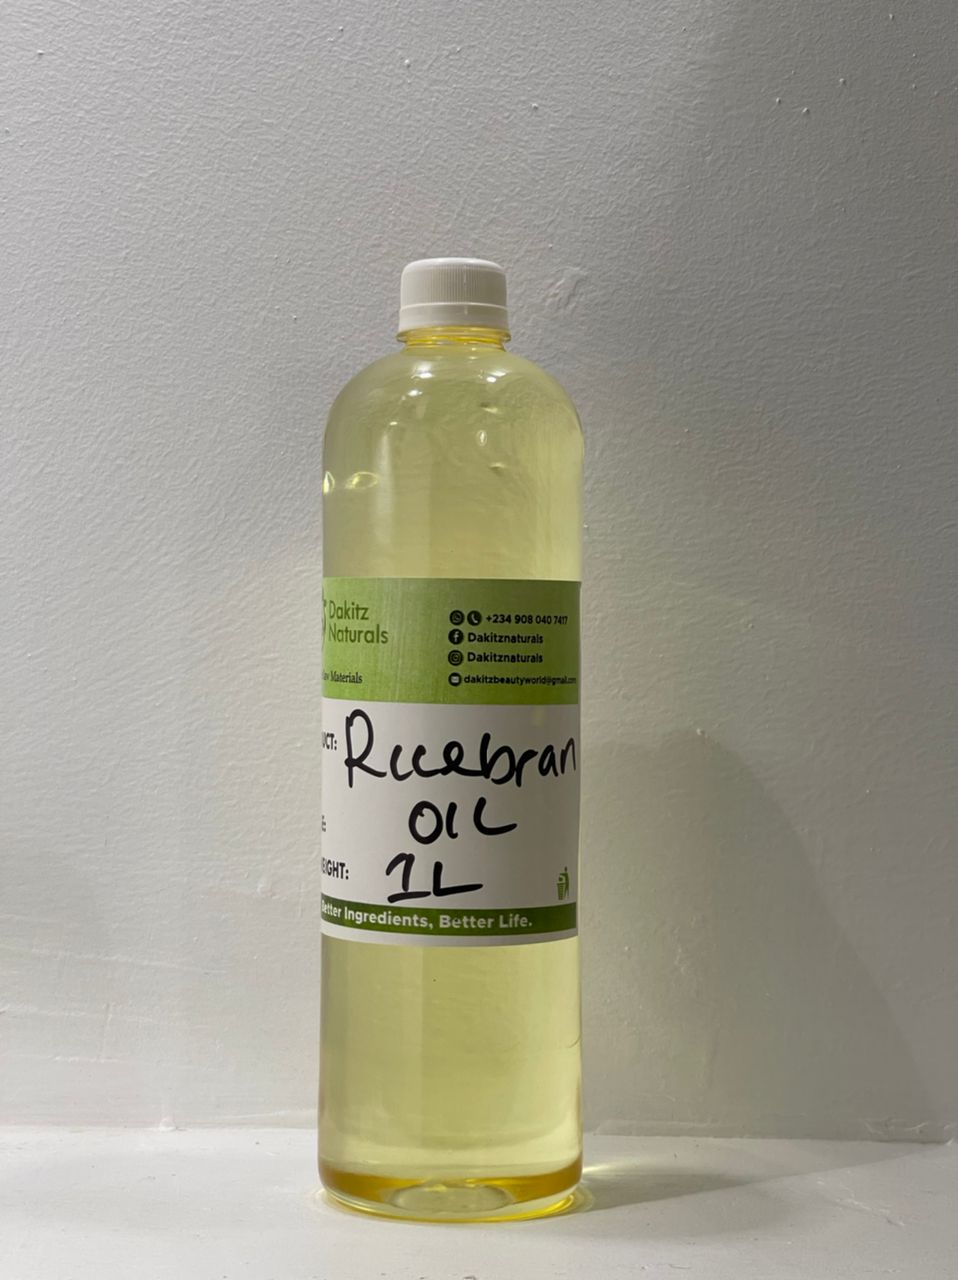 Dakitz
Naturals
Raw Materials
+234 908 040 7417
Dakitznaturals
Dakitznaturals
dakitzbeautyworld@gmail.com
UCT: Ricebran
OIL
EIGHT: 1L
Better Ingredients, Better Life.